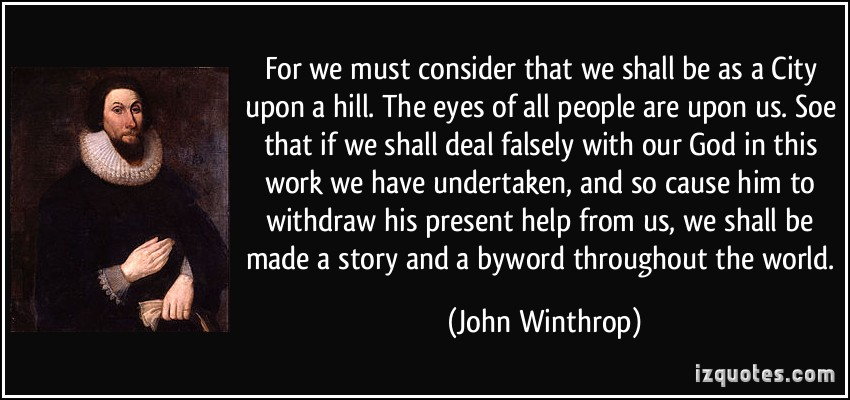 For we must consider that we shall be as a City
upon a hill. The eyes of all people are upon us. Soe
that if we shall deal falsely with our God in this
work we have undertaken, and so cause him to
withdraw his present help from us, we shall be
made a story and a byword throughout the world.
(John Winthrop)
izquotes.com